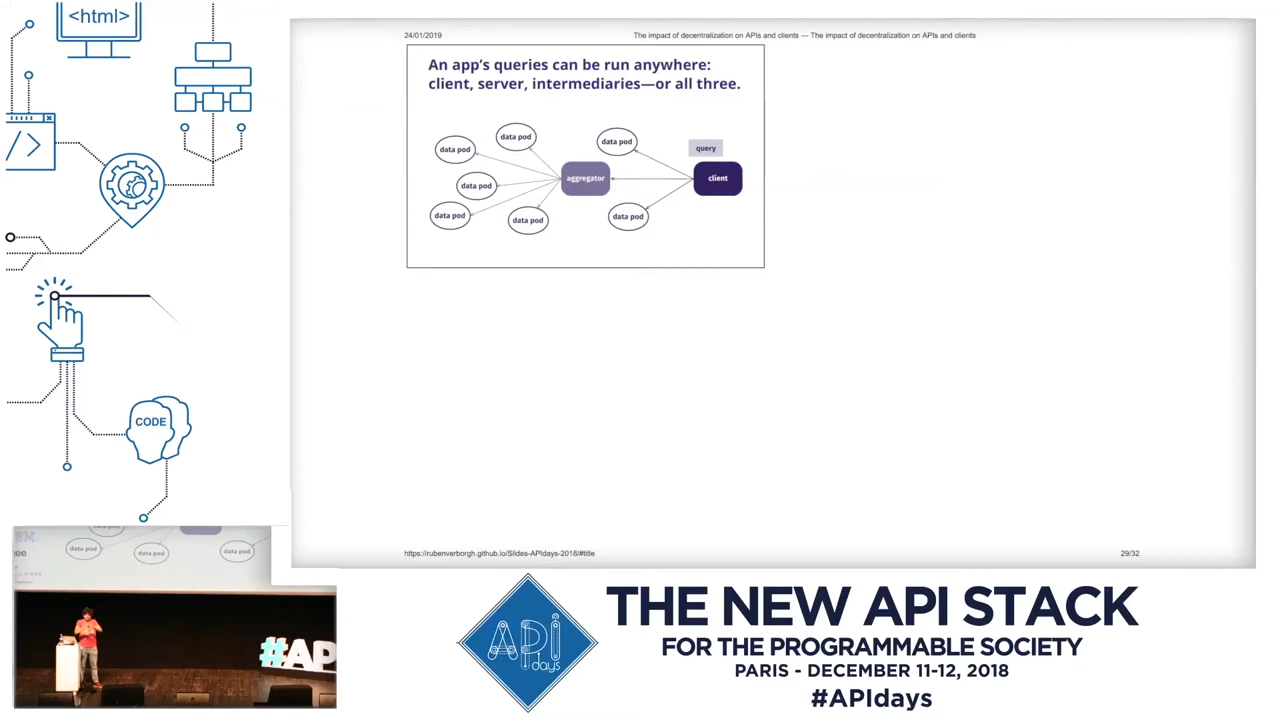 <html>
</>
CODE
24/01/2019
The impact of decentralization on APIs and clients — The impact of decentralization on APIs and clients
An app's queries can be run anywhere:
client, server, intermediaries—or all three.
data pod
data pod
data pod
data pod
data pod
aggregator
data pod
data pod
query
client
https://rubenverborgh.github.io/Slides-APIdays-2018/#title
29/32
data pod
data pod
data pod
#AP
API
days
THE NEW API STACK
FOR THE PROGRAMMABLE SOCIETY
PARIS - DECEMBER 11-12, 2018
#APIdays